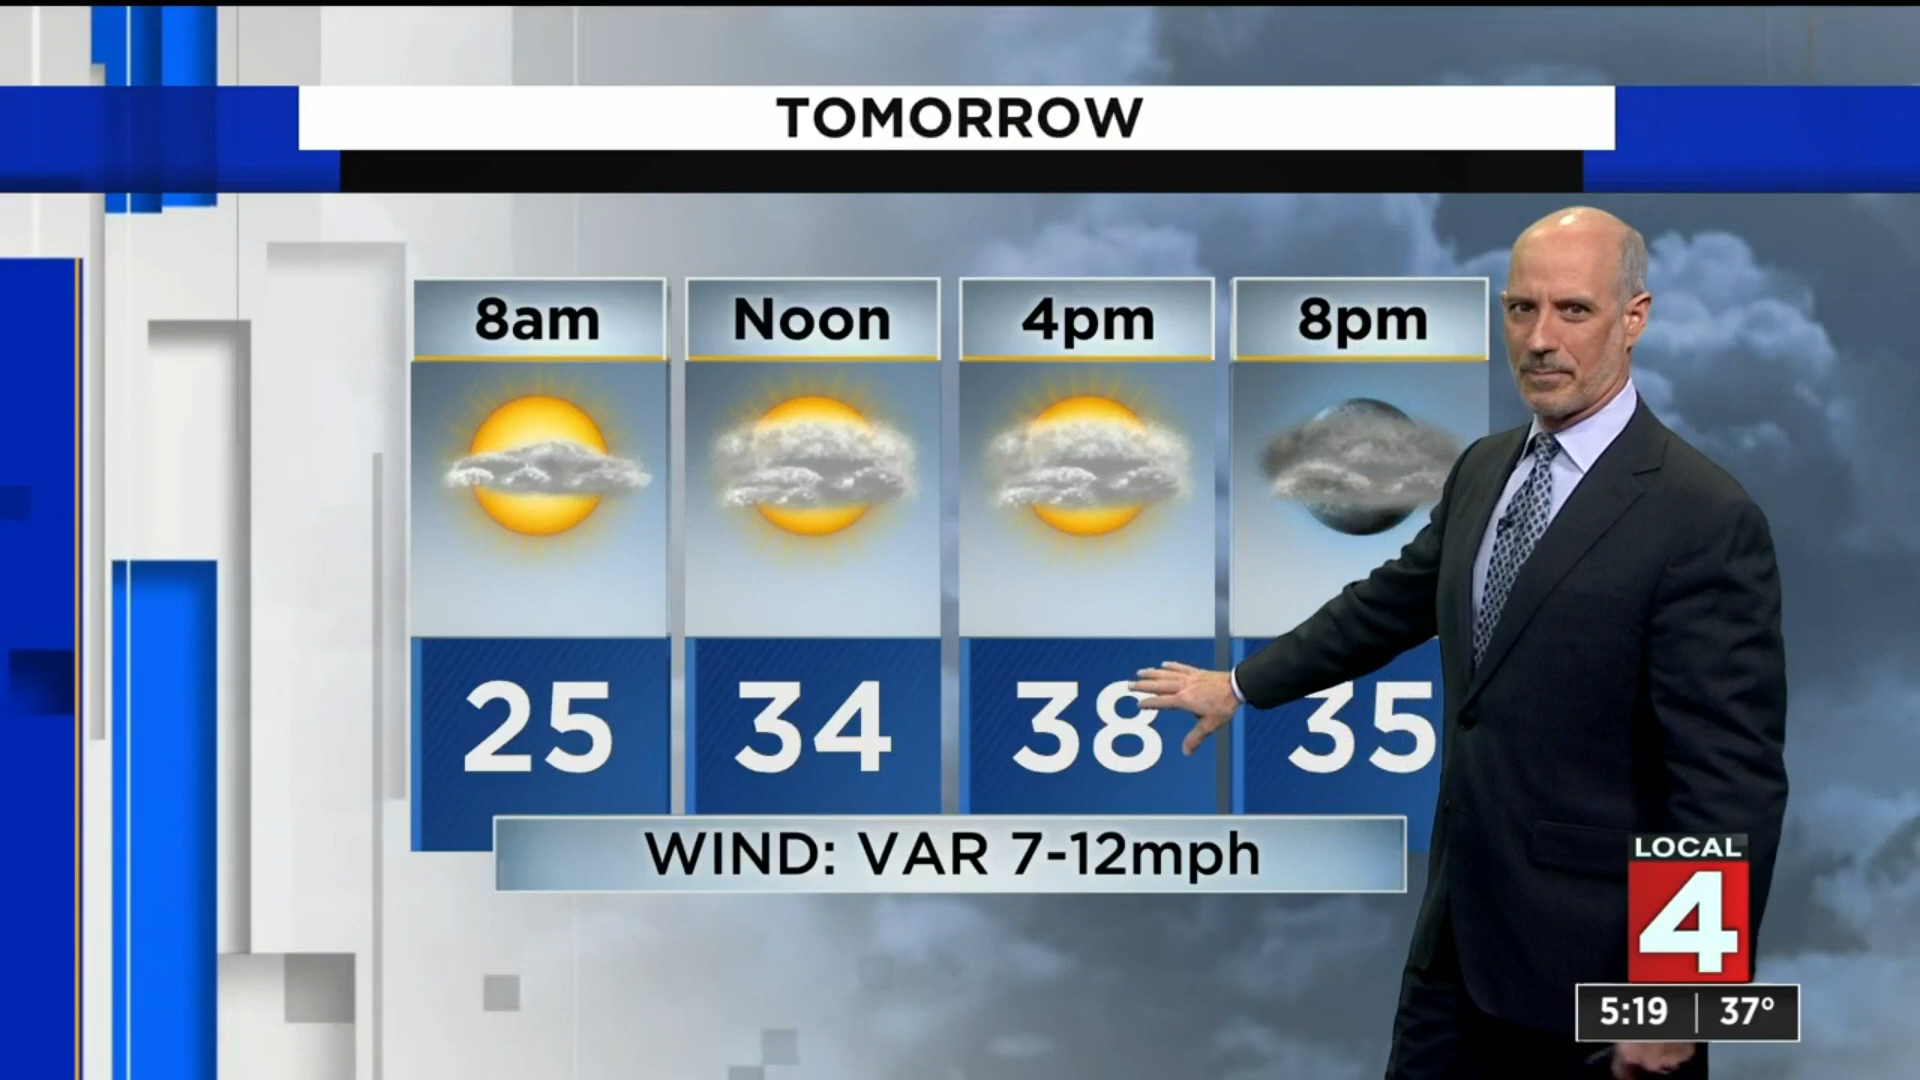 TOMORROW
8am
Noon
4pm
8pm
25
34
38
35
WIND: VAR 7-12mph
LOCAL
4
5:19
37°